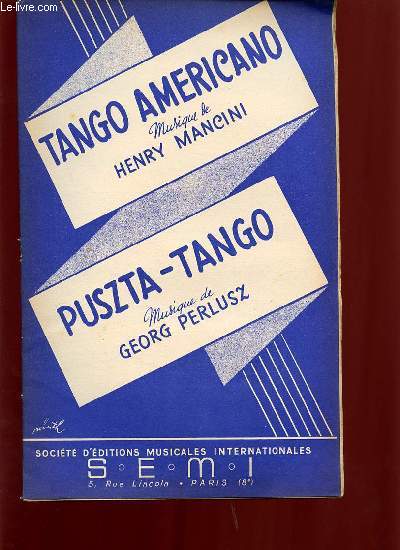 Le-livre.com
TANGO AMERICANO
Musique de
HENRY MANCINI
PUSZTA-TANGO
Musique de
GEORG PERLUSZ
SOCIÉTÉ D'ÉDITIONS MUSICALES INTERNATIONALES
S.E.M.I
5, Rue Lincoln • PARIS (8e)